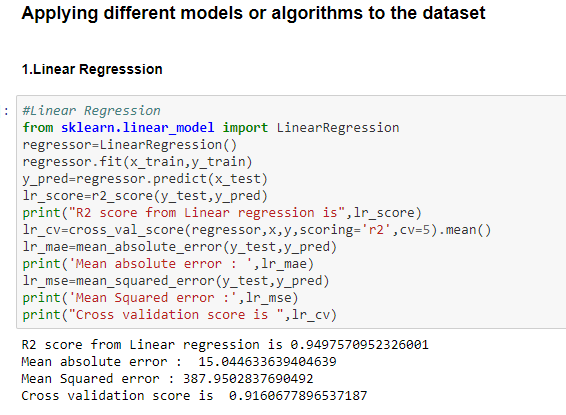 Applying different models or algorithms to the dataset
1.Linear Regresssion
:
#Linear Regression
from sklearn.linear_model import LinearRegression
regressor=LinearRegression()
regressor.fit(x_train,y_train)
y_pred=regressor.predict(x_test)
lr_score=r2_score(y_test,y_pred)
print("R2 score from Linear regression is",lr_score)
lr_cv=cross_val_score(regressor,x,y,scoring='r2',cv=5).mean()
lr_mae=mean_absolute_error(y_test,y_pred)
print('Mean absolute error : ',lr_mae)
lr_mse=mean_squared_error(y_test,y_pred)
print('Mean Squared error :',lr_mse)
print("Cross validation score is ",lr_cv)
R2 score from Linear regression is 0.9497570952326001
Mean absolute error :  15.044633639404639
Mean Squared error : 387.9502837690492
Cross validation score is  0.9160677896537187